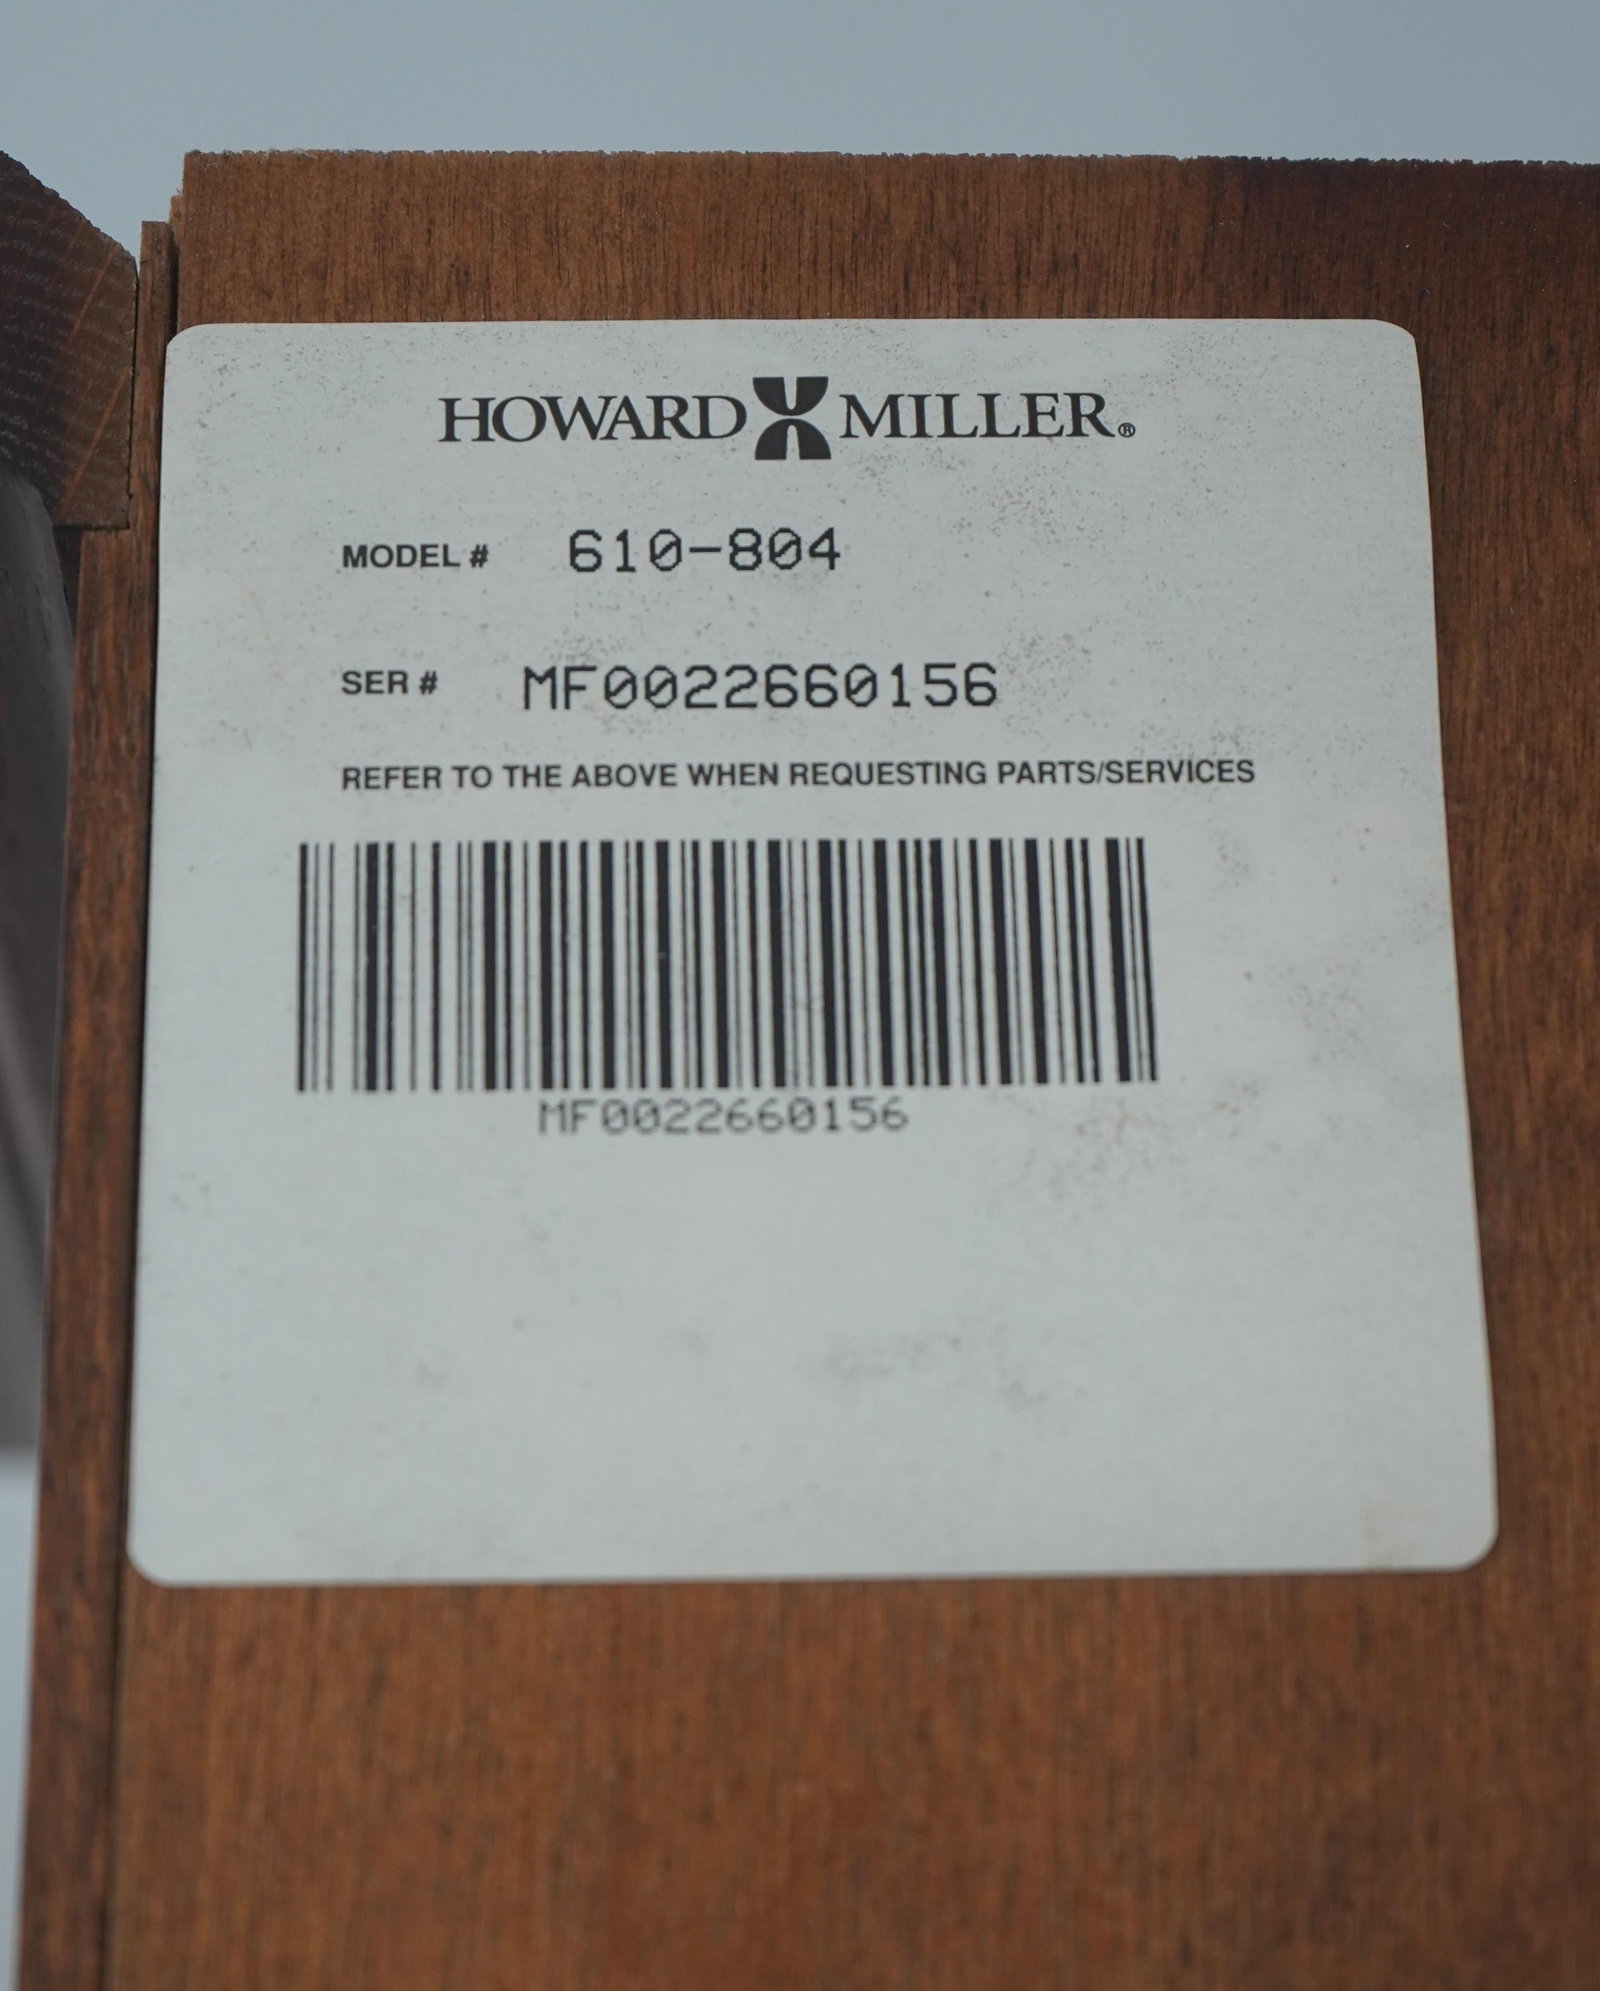 HOWARD MILLER®
MODEL # 610-804
SER # MF0022660156
REFER TO THE ABOVE WHEN REQUESTING PARTS/SERVICES
MF0022660156